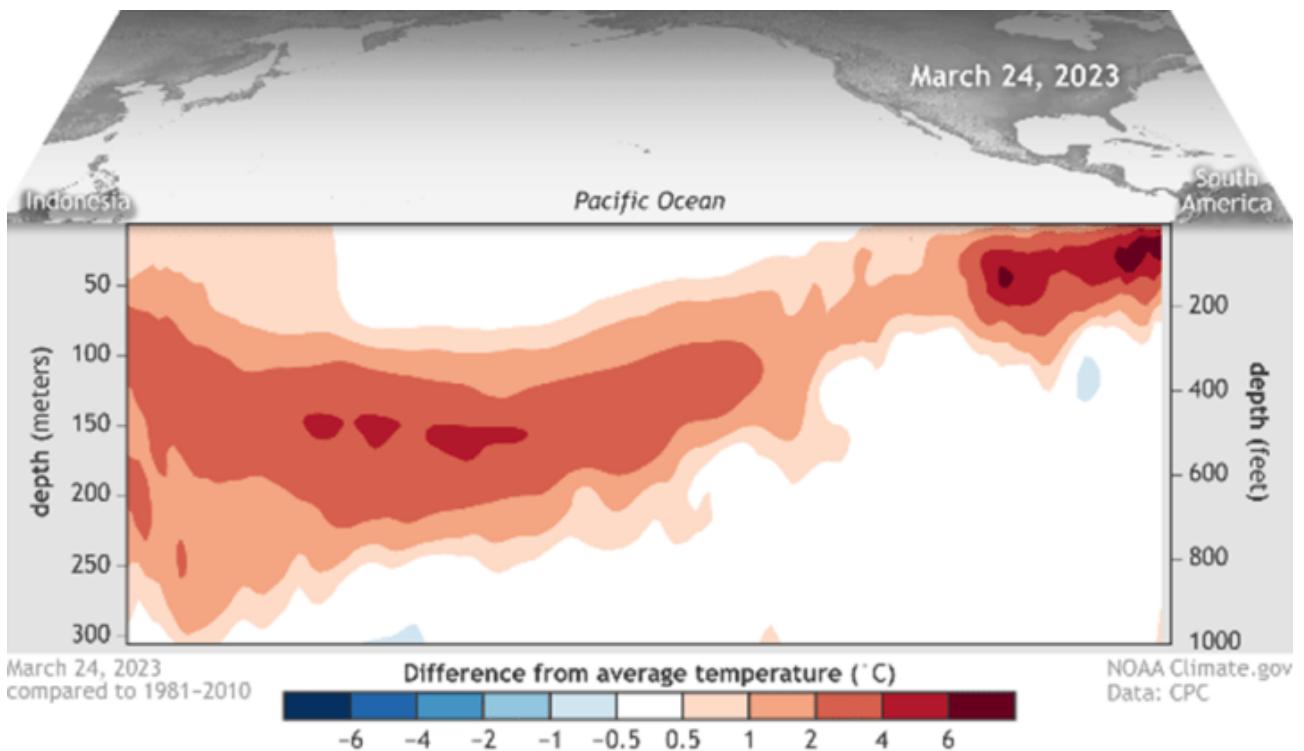 March 24, 2023
Indonesia
Pacific Ocean
South
America
depth (meters)
50
100
150
200
250
300
200
400
600
800
1000
depth (feet)
March 24, 2023
compared to 1981–2010
Difference from average temperature (°C)
-6 -4 -2 -1 -0.5 0.5 1 2 4 6
NOAA Climate.gov
Data: CPC